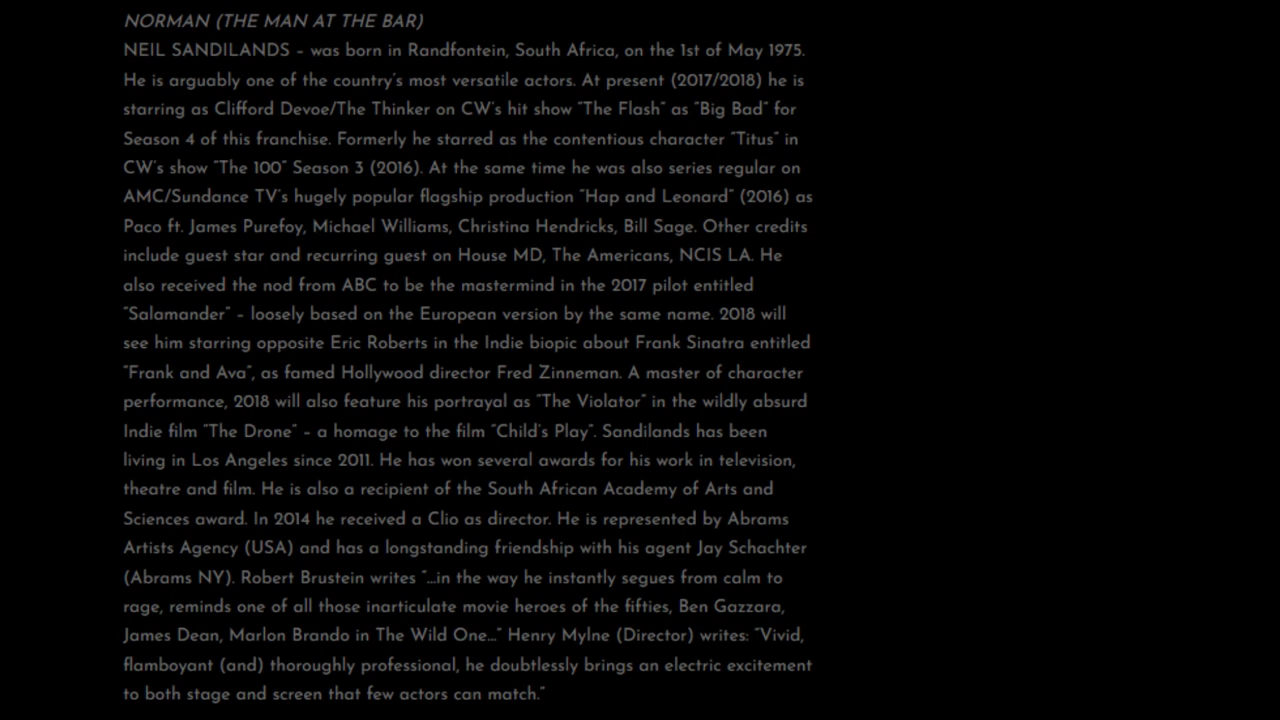 NORMAN (THE MAN AT THE BAR)
NEIL SANDILANDS – was born in Randfontein, South Africa, on the 1st of May 1975.
He is arguably one of the country's most versatile actors. At present (2017/2018) he is
starring as Clifford Devoe/The Thinker on CW's hit show "The Flash" as "Big Bad" for
Season 4 of this franchise. Formerly he starred as the contentious character "Titus" in
CW's show "The 100" Season 3 (2016). At the same time he was also series regular on
AMC/Sundance TV's hugely popular flagship production "Hap and Leonard" (2016) as
Paco ft. James Purefoy, Michael Williams, Christina Hendricks, Bill Sage. Other credits
include guest star and recurring guest on House MD, The Americans, NCIS LA. He
also received the nod from ABC to be the mastermind in the 2017 pilot entitled
"Salamander" – loosely based on the European version by the same name. 2018 will
see him starring opposite Eric Roberts in the Indie biopic about Frank Sinatra entitled
"Frank and Ava", as famed Hollywood director Fred Zinneman. A master of character
performance, 2018 will also feature his portrayal as "The Violator" in the wildly absurd
Indie film "The Drone" – a homage to the film "Child's Play". Sandilands has been
living in Los Angeles since 2011. He has won several awards for his work in television,
theatre and film. He is also a recipient of the South African Academy of Arts and
Sciences award. In 2014 he received a Clio as director. He is represented by Abrams
Artists Agency (USA) and has a longstanding friendship with his agent Jay Schachter
(Abrams NY). Robert Brustein writes "…in the way he instantly segues from calm to
rage, reminds one of all those inarticulate movie heroes of the fifties, Ben Gazzara,
James Dean, Marlon Brando in The Wild One…" Henry Mylne (Director) writes: "Vivid,
flamboyant (and) thoroughly professional, he doubtlessly brings an electric excitement
to both stage and screen that few actors can match."